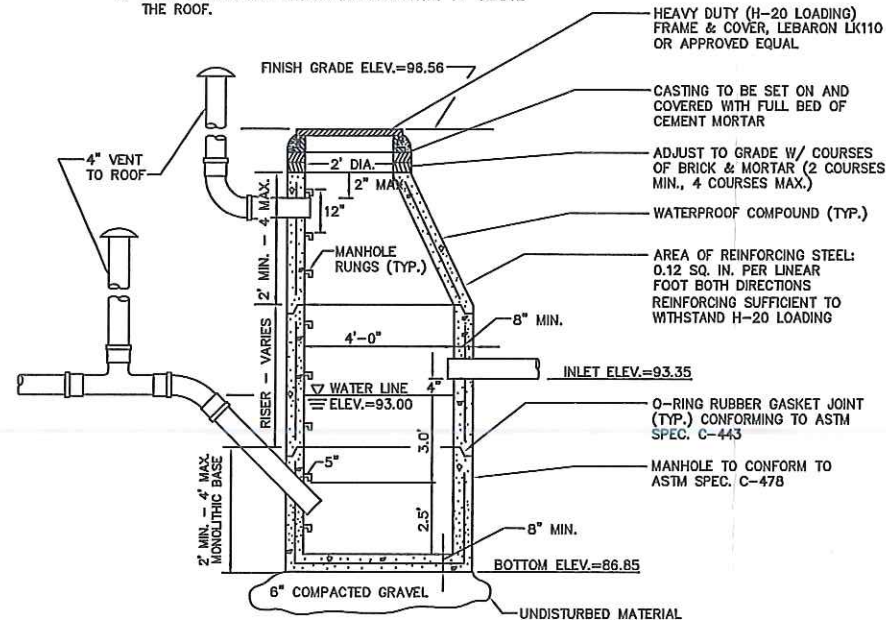 THE ROOF.
FINISH GRADE ELEV.=98.56
HEAVY DUTY (H-20 LOADING)
FRAME & COVER, LEBARON LK110
OR APPROVED EQUAL
CASTING TO BE SET ON AND
COVERED WITH FULL BED OF
CEMENT MORTAR
4" VENT
TO ROOF
2' DIA.
2" MAX.
12"
ADJUST TO GRADE W/ COURSES
OF BRICK & MORTAR (2 COURSES
MIN., 4 COURSES MAX.)
WATERPROOF COMPOUND (TYP.)
2' MIN. - 4' MAX.
MANHOLE
RUNGS (TYP.)
AREA OF REINFORCING STEEL:
0.12 SQ. IN. PER LINEAR
FOOT BOTH DIRECTIONS
REINFORCING SUFFICIENT TO
WITHSTAND H-20 LOADING
8" MIN.
4'-0"
RISER - VARIES
INLET ELEV.=93.35
4"
WATER LINE
ELEV.=93.00
O-RING RUBBER GASKET JOINT
(TYP.) CONFORMING TO ASTM
SPEC. C-443
3.0'
5"
MANHOLE TO CONFORM TO
ASTM SPEC. C-478
2' MIN. - 4' MAX.
MONOLITHIC BASE
2.5'
8" MIN.
BOTTOM ELEV.=86.85
6" COMPACTED GRAVEL
UNDISTURBED MATERIAL